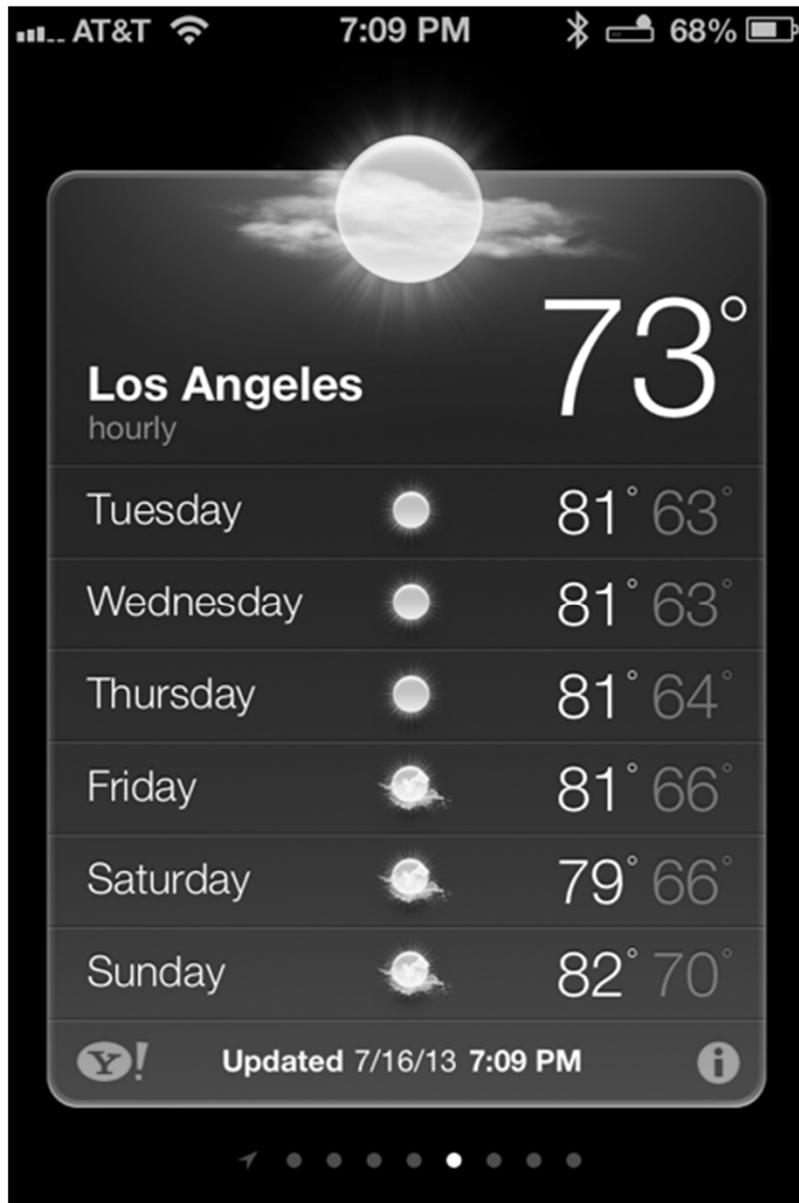 AT&T 7:09 PM 68%
73°
Los Angeles
hourly
Tuesday 81° 63°
Wednesday 81° 63°
Thursday 81° 64°
Friday 81° 66°
Saturday 79° 66°
Sunday 82° 70°
Y! Updated 7/16/13 7:09 PM i